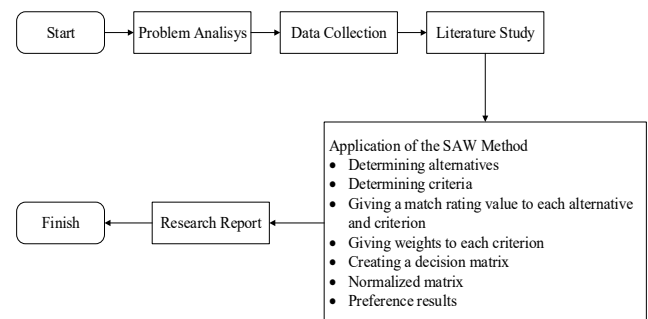 Start
Problem Analisys
Data Collection
Literature Study
Application of the SAW Method
• Determining alternatives
• Determining criteria
• Giving a match rating value to each alternative
and criterion
• Giving weights to each criterion
• Creating a decision matrix
• Normalized matrix
• Preference results
Research Report
Finish